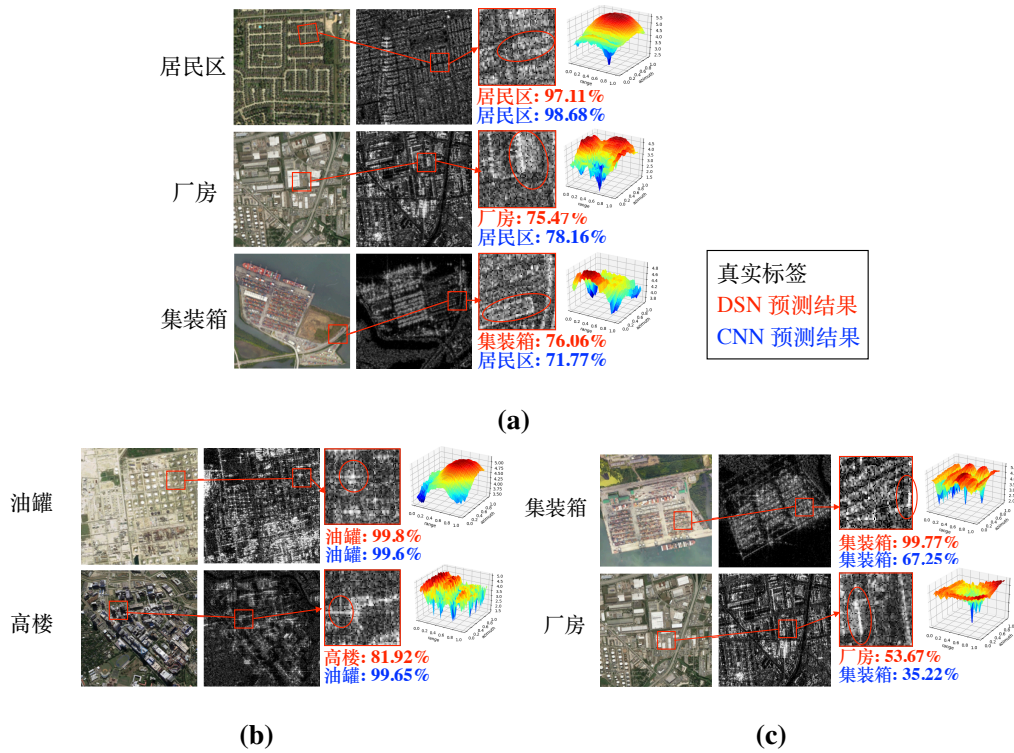 居民区
居民区: 97.11%
居民区: 98.68%
厂房
厂房: 75.47%
居民区: 78.16%
集装箱
集装箱: 76.06%
居民区: 71.77%
真实标签
DSN 预测结果
CNN 预测结果
(a)
油罐
油罐: 99.8%
油罐: 99.6%
高楼
高楼: 81.92%
油罐: 99.65%
(b)
集装箱
集装箱: 99.77%
集装箱: 67.25%
厂房
厂房: 53.67%
集装箱: 35.22%
(c)